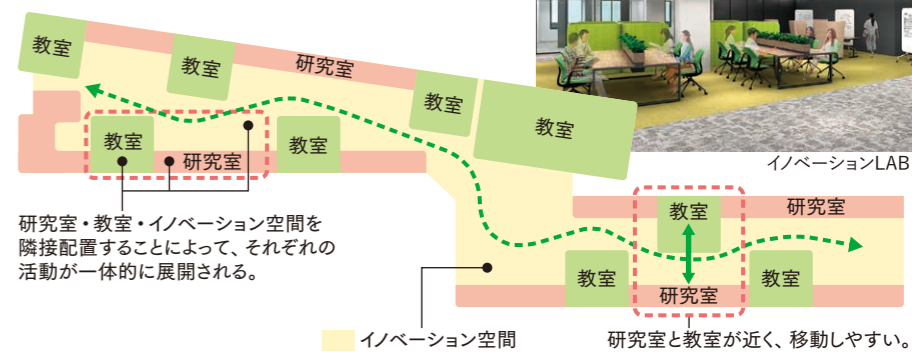 教室
教室
研究室
教室
教室
教室
研究室
教室
イノベーションLAB
研究室・教室・イノベーション空間を
隣接配置することによって、それぞれの
活動が一体的に展開される。
教室
研究室
教室
研究室
教室
イノベーション空間
研究室と教室が近く、移動しやすい。